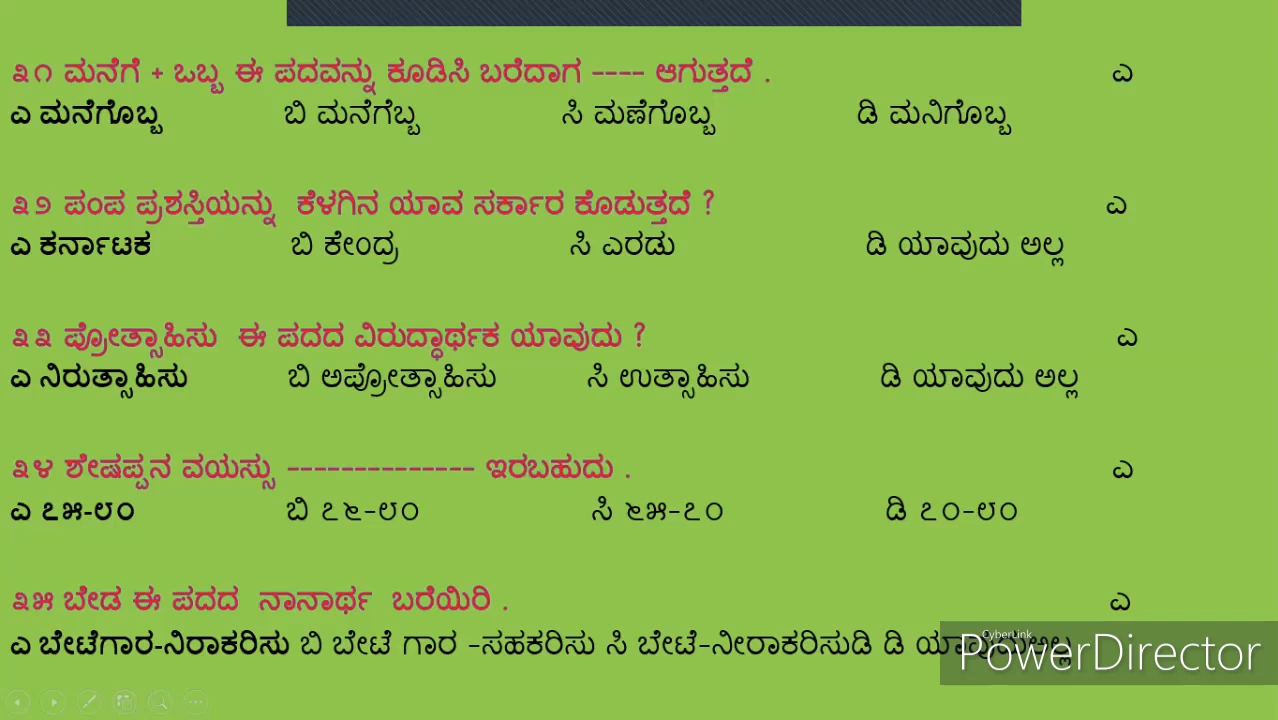 ೩೧ ಮನೆಗೆ + ಒಬ್ಬ ಈ ಪದವನ್ನು ಕೂಡಿಸಿ ಬರೆದಾಗ ---- ಆಗುತ್ತದೆ . ಎ
ಎ ಮನೆಗೊಬ್ಬ ಬಿ ಮನೆಗೆಬ್ಬ ಸಿ ಮಣೆಗೊಬ್ಬ ಡಿ ಮನಿಗೊಬ್ಬ
೩೨ ಪಂಪ ಪ್ರಶಸ್ತಿಯನ್ನು ಕೆಳಗಿನ ಯಾವ ಸರ್ಕಾರ ಕೊಡುತ್ತದೆ ? ಎ
ಎ ಕರ್ನಾಟಕ ಬಿ ಕೇಂದ್ರ ಸಿ ಎರಡು ಡಿ ಯಾವುದು ಅಲ್ಲ
೩೩ ಪ್ರೋತ್ಸಾಹಿಸು ಈ ಪದದ ವಿರುದ್ಧಾರ್ಥಕ ಯಾವುದು ? ಎ
ಎ ನಿರುತ್ಸಾಹಿಸು ಬಿ ಅಪ್ರೋತ್ಸಾಹಿಸು ಸಿ ಉತ್ಸಾಹಿಸು ಡಿ ಯಾವುದು ಅಲ್ಲ
೩೪ ಶೇಷಪ್ಪನ ವಯಸ್ಸು -------------- ಇರಬಹುದು . ಎ
ಎ ೭೫-೮೦ ಬಿ ೭೬-೮೦ ಸಿ ೬೫-೭೦ ಡಿ ೭೦-೮೦
೩೫ ಬೇಡ ಈ ಪದದ ನಾನಾರ್ಥ ಬರೆಯಿರಿ . ಎ
ಎ ಬೇಟೆಗಾರ-ನಿರಾಕರಿಸು ಬಿ ಬೇಟೆ ಗಾರ -ಸಹಕರಿಸು ಸಿ ಬೇಟೆ-ನೀರಾಕರಿಸುಡಿ ಡಿ ಯಾವುದುಅಲ್ಲ
CyberLink
PowerDirector